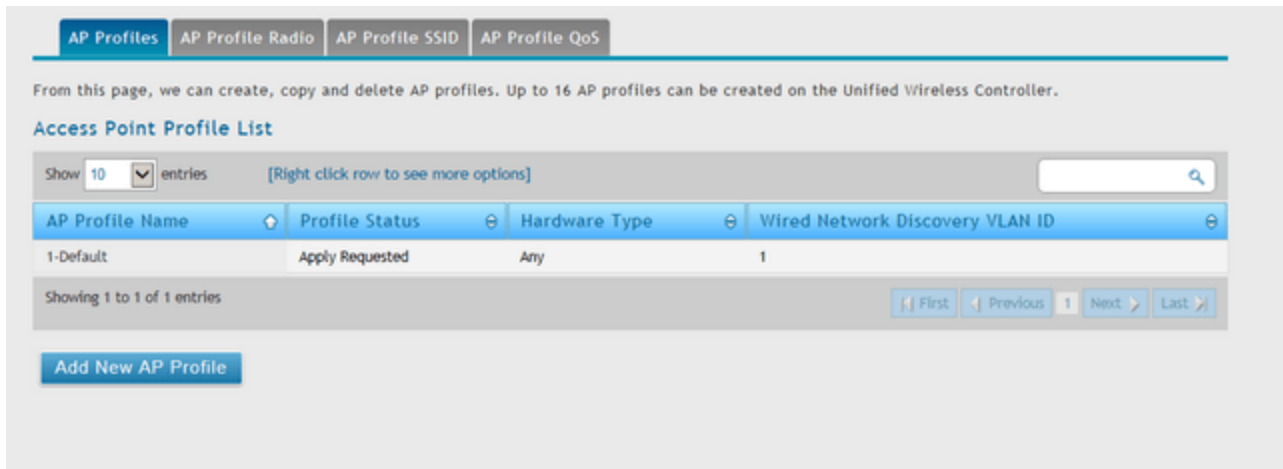 AP Profiles AP Profile Radio AP Profile SSID AP Profile QoS
From this page, we can create, copy and delete AP profiles. Up to 16 AP profiles can be created on the Unified Wireless Controller.
Access Point Profile List
Show 10 entries [Right click row to see more options]
AP Profile Name Profile Status Hardware Type Wired Network Discovery VLAN ID
1-Default Apply Requested Any 1
Showing 1 to 1 of 1 entries First Previous 1 Next Last
Add New AP Profile